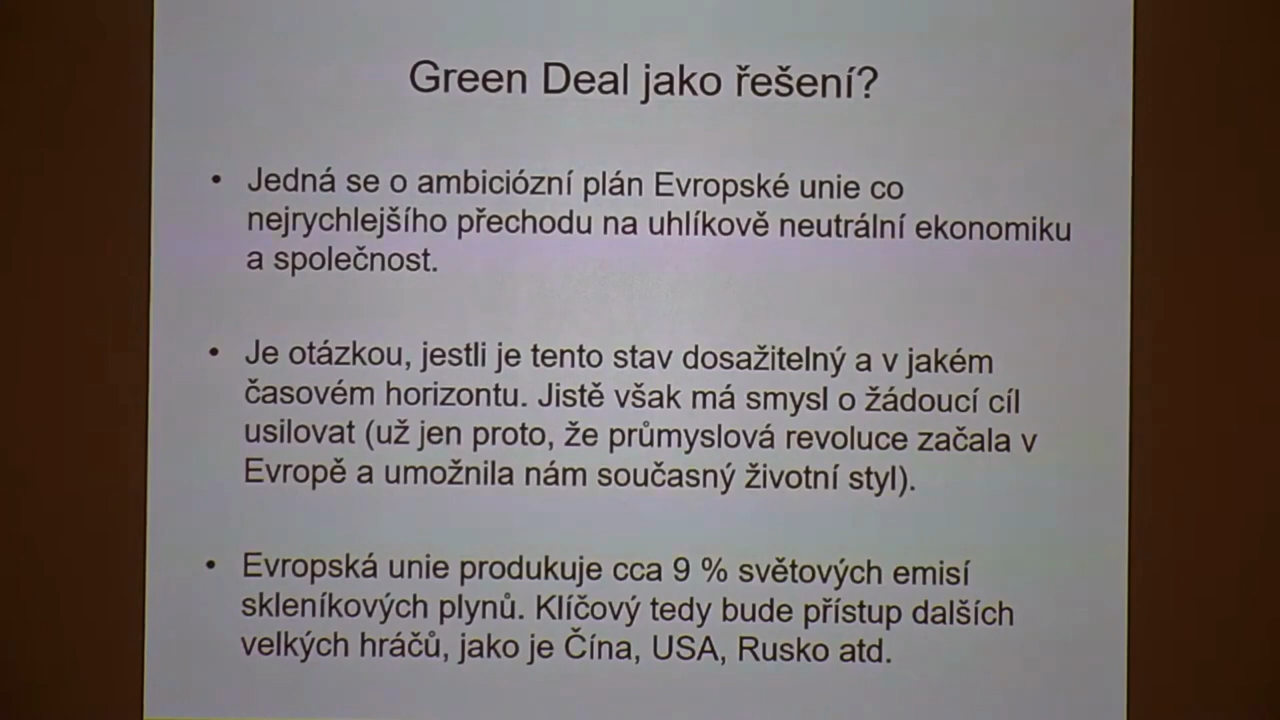 Green Deal jako řešení?
• Jedná se o ambiciózní plán Evropské unie co
nejrychlejšího přechodu na uhlíkově neutrální ekonomiku
a společnost.
• Je otázkou, jestli je tento stav dosažitelný a v jakém
časovém horizontu. Jistě však má smysl o žádoucí cíl
usilovat (už jen proto, že průmyslová revoluce začala v
Evropě a umožnila nám současný životní styl).
• Evropská unie produkuje cca 9 % světových emisí
skleníkových plynů. Klíčový tedy bude přístup dalších
velkých hráčů, jako je Čína, USA, Rusko atd.